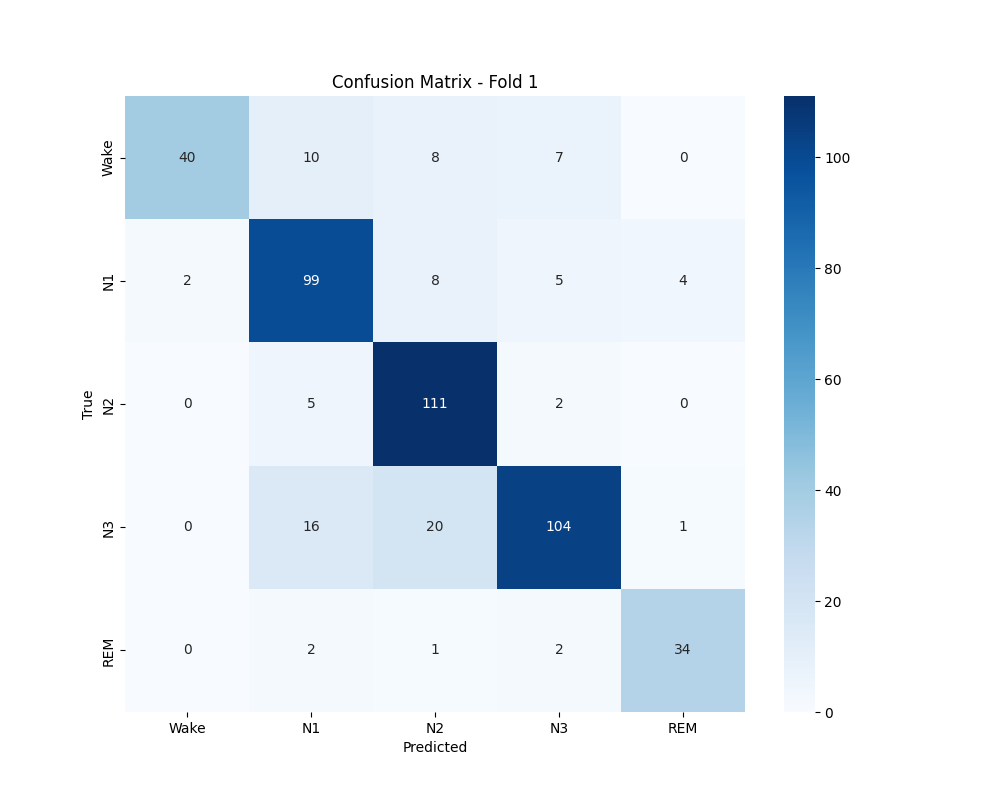 Confusion Matrix - Fold 1
Wake 40 10 8 7 0
N1 2 99 8 5 4
N2 0 5 111 2 0
N3 0 16 20 104 1
REM 0 2 1 2 34
Wake N1 N2 N3 REM
Predicted
True
100
80
60
40
20
0